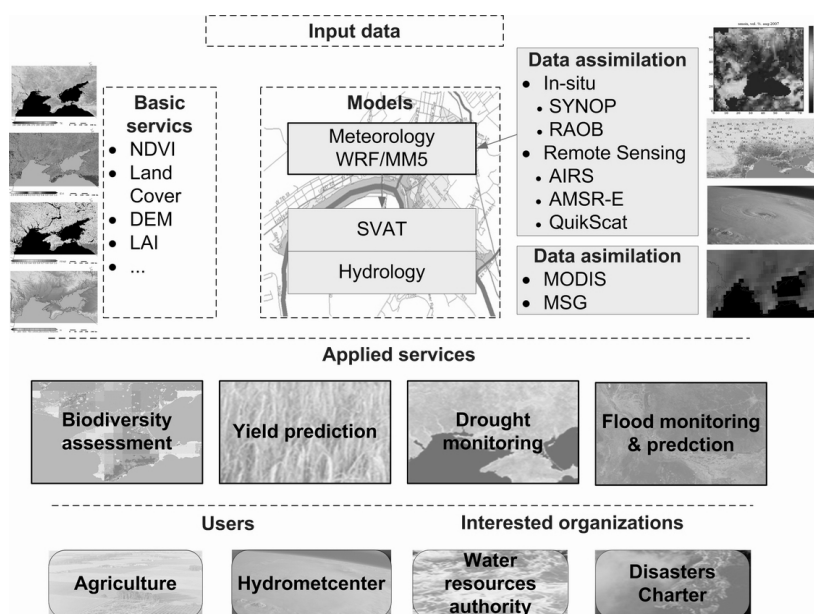 Input data
Basic
servics
NDVI
Land
Cover
DEM
LAI
...
Models
Meteorology
WRF/MM5
SVAT
Hydrology
Data assimilation
In-situ
SYNOP
RAOB
Remote Sensing
AIRS
AMSR-E
QuikScat
Data asimilation
MODIS
MSG
Applied services
Biodiversity
assessment
Yield prediction
Drought
monitoring
Flood monitoring
& predction
Users
Interested organizations
Agriculture
Hydrometcenter
Water
resources
authority
Disasters
Charter